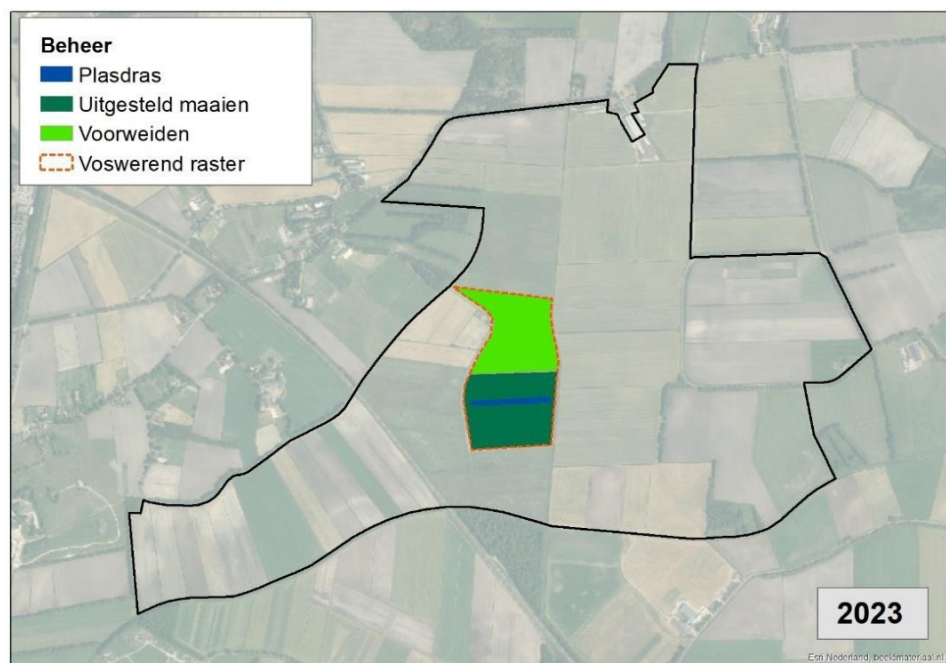 Beheer
Plasdras
Uitgesteld maaien
Voorweiden
Voswerend raster
2023
Esri Nederland, beeldmateriaal.nl